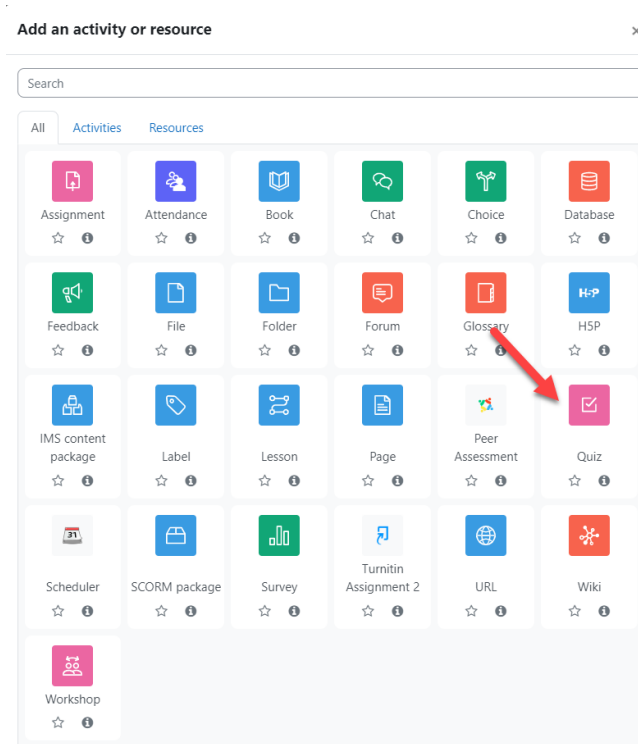 Add an activity or resource
×
Search
All Activities Resources
Assignment Attendance Book Chat Choice Database
Feedback File Folder Forum Glossary H5P
H-P
IMS content
package Label Lesson Page Peer
Assessment Quiz
31
Scheduler SCORM package Survey Turnitin
Assignment 2 URL Wiki
Workshop